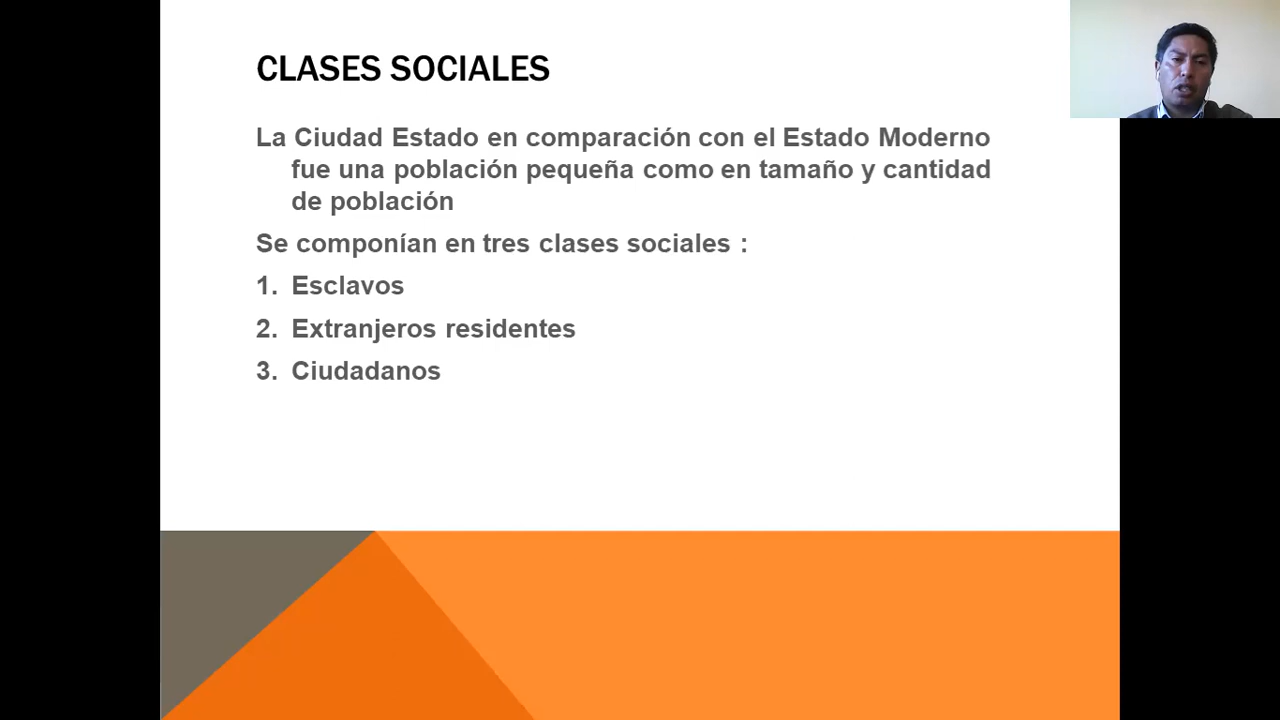 CLASES SOCIALES
La Ciudad Estado en comparación con el Estado Moderno
fue una población pequeña como en tamaño y cantidad
de población
Se componían en tres clases sociales :
1. Esclavos
2. Extranjeros residentes
3. Ciudadanos